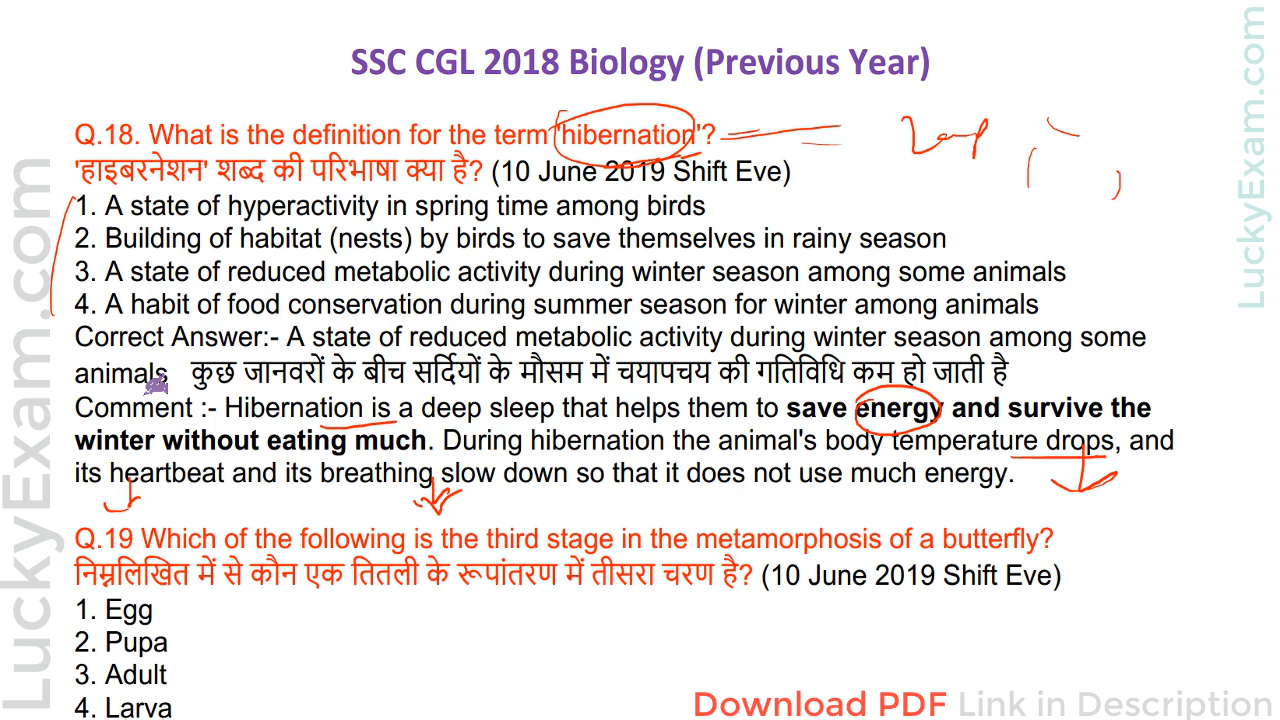 SSC CGL 2018 Biology (Previous Year)
Q.18. What is the definition for the term 'hibernation'?
'हाइबरनेशन' शब्द की परिभाषा क्या है? (10 June 2019 Shift Eve)
1. A state of hyperactivity in spring time among birds
2. Building of habitat (nests) by birds to save themselves in rainy season
3. A state of reduced metabolic activity during winter season among some animals
4. A habit of food conservation during summer season for winter among animals
Correct Answer:- A state of reduced metabolic activity during winter season among some
animals कुछ जानवरों के बीच सर्दियों के मौसम में चयापचय की गतिविधि कम हो जाती है
Comment :- Hibernation is a deep sleep that helps them to save energy and survive the
winter without eating much. During hibernation the animal's body temperature drops, and
its heartbeat and its breathing slow down so that it does not use much energy.
Q.19 Which of the following is the third stage in the metamorphosis of a butterfly?
निम्नलिखित में से कौन एक तितली के रूपांतरण में तीसरा चरण है? (10 June 2019 Shift Eve)
1. Egg
2. Pupa
3. Adult
4. Larva
Download PDF Link in Description
LuckyExam.com LuckyExam.com
LuckyExam.com